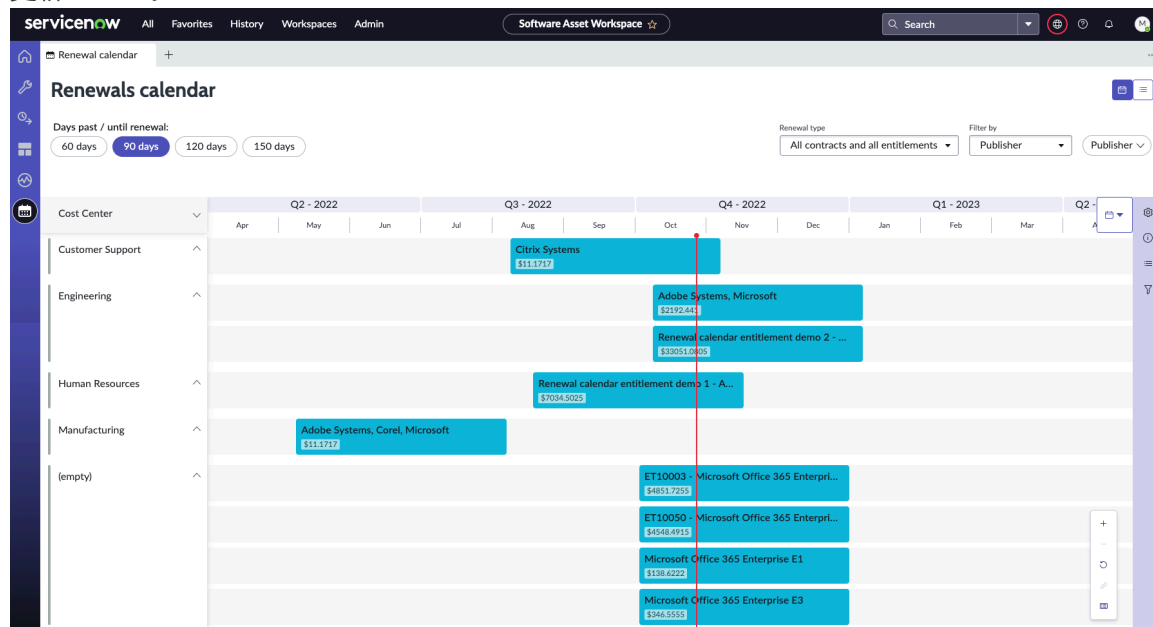 servicenow All Favorites History Workspaces Admin Software Asset Workspace Search M
Renewal calendar
Renewals calendar
Days past / until renewal:
60 days 90 days 120 days 150 days
Renewal type Filter by
All contracts and all entitlements Publisher Publisher
Cost Center
Q2 - 2022 Q3 - 2022 Q4 - 2022 Q1 - 2023 Q2 -
Apr May Jun Jul Aug Sep Oct Nov Dec Jan Feb Mar
Customer Support
Citrix Systems
$11.1717
Engineering
Adobe Systems, Microsoft
$2192.441
Renewal calendar entitlement demo 2 - ...
$33051.0805
Human Resources
Renewal calendar entitlement demo 1 - A...
$7034.5025
Manufacturing
Adobe Systems, Corel, Microsoft
$11.1717
(empty)
ET10003 - Microsoft Office 365 Enterpri...
$4851.7255
ET10050 - Microsoft Office 365 Enterpri...
$4548.4915
Microsoft Office 365 Enterprise E1
$138.6222
Microsoft Office 365 Enterprise E3
$346.5555